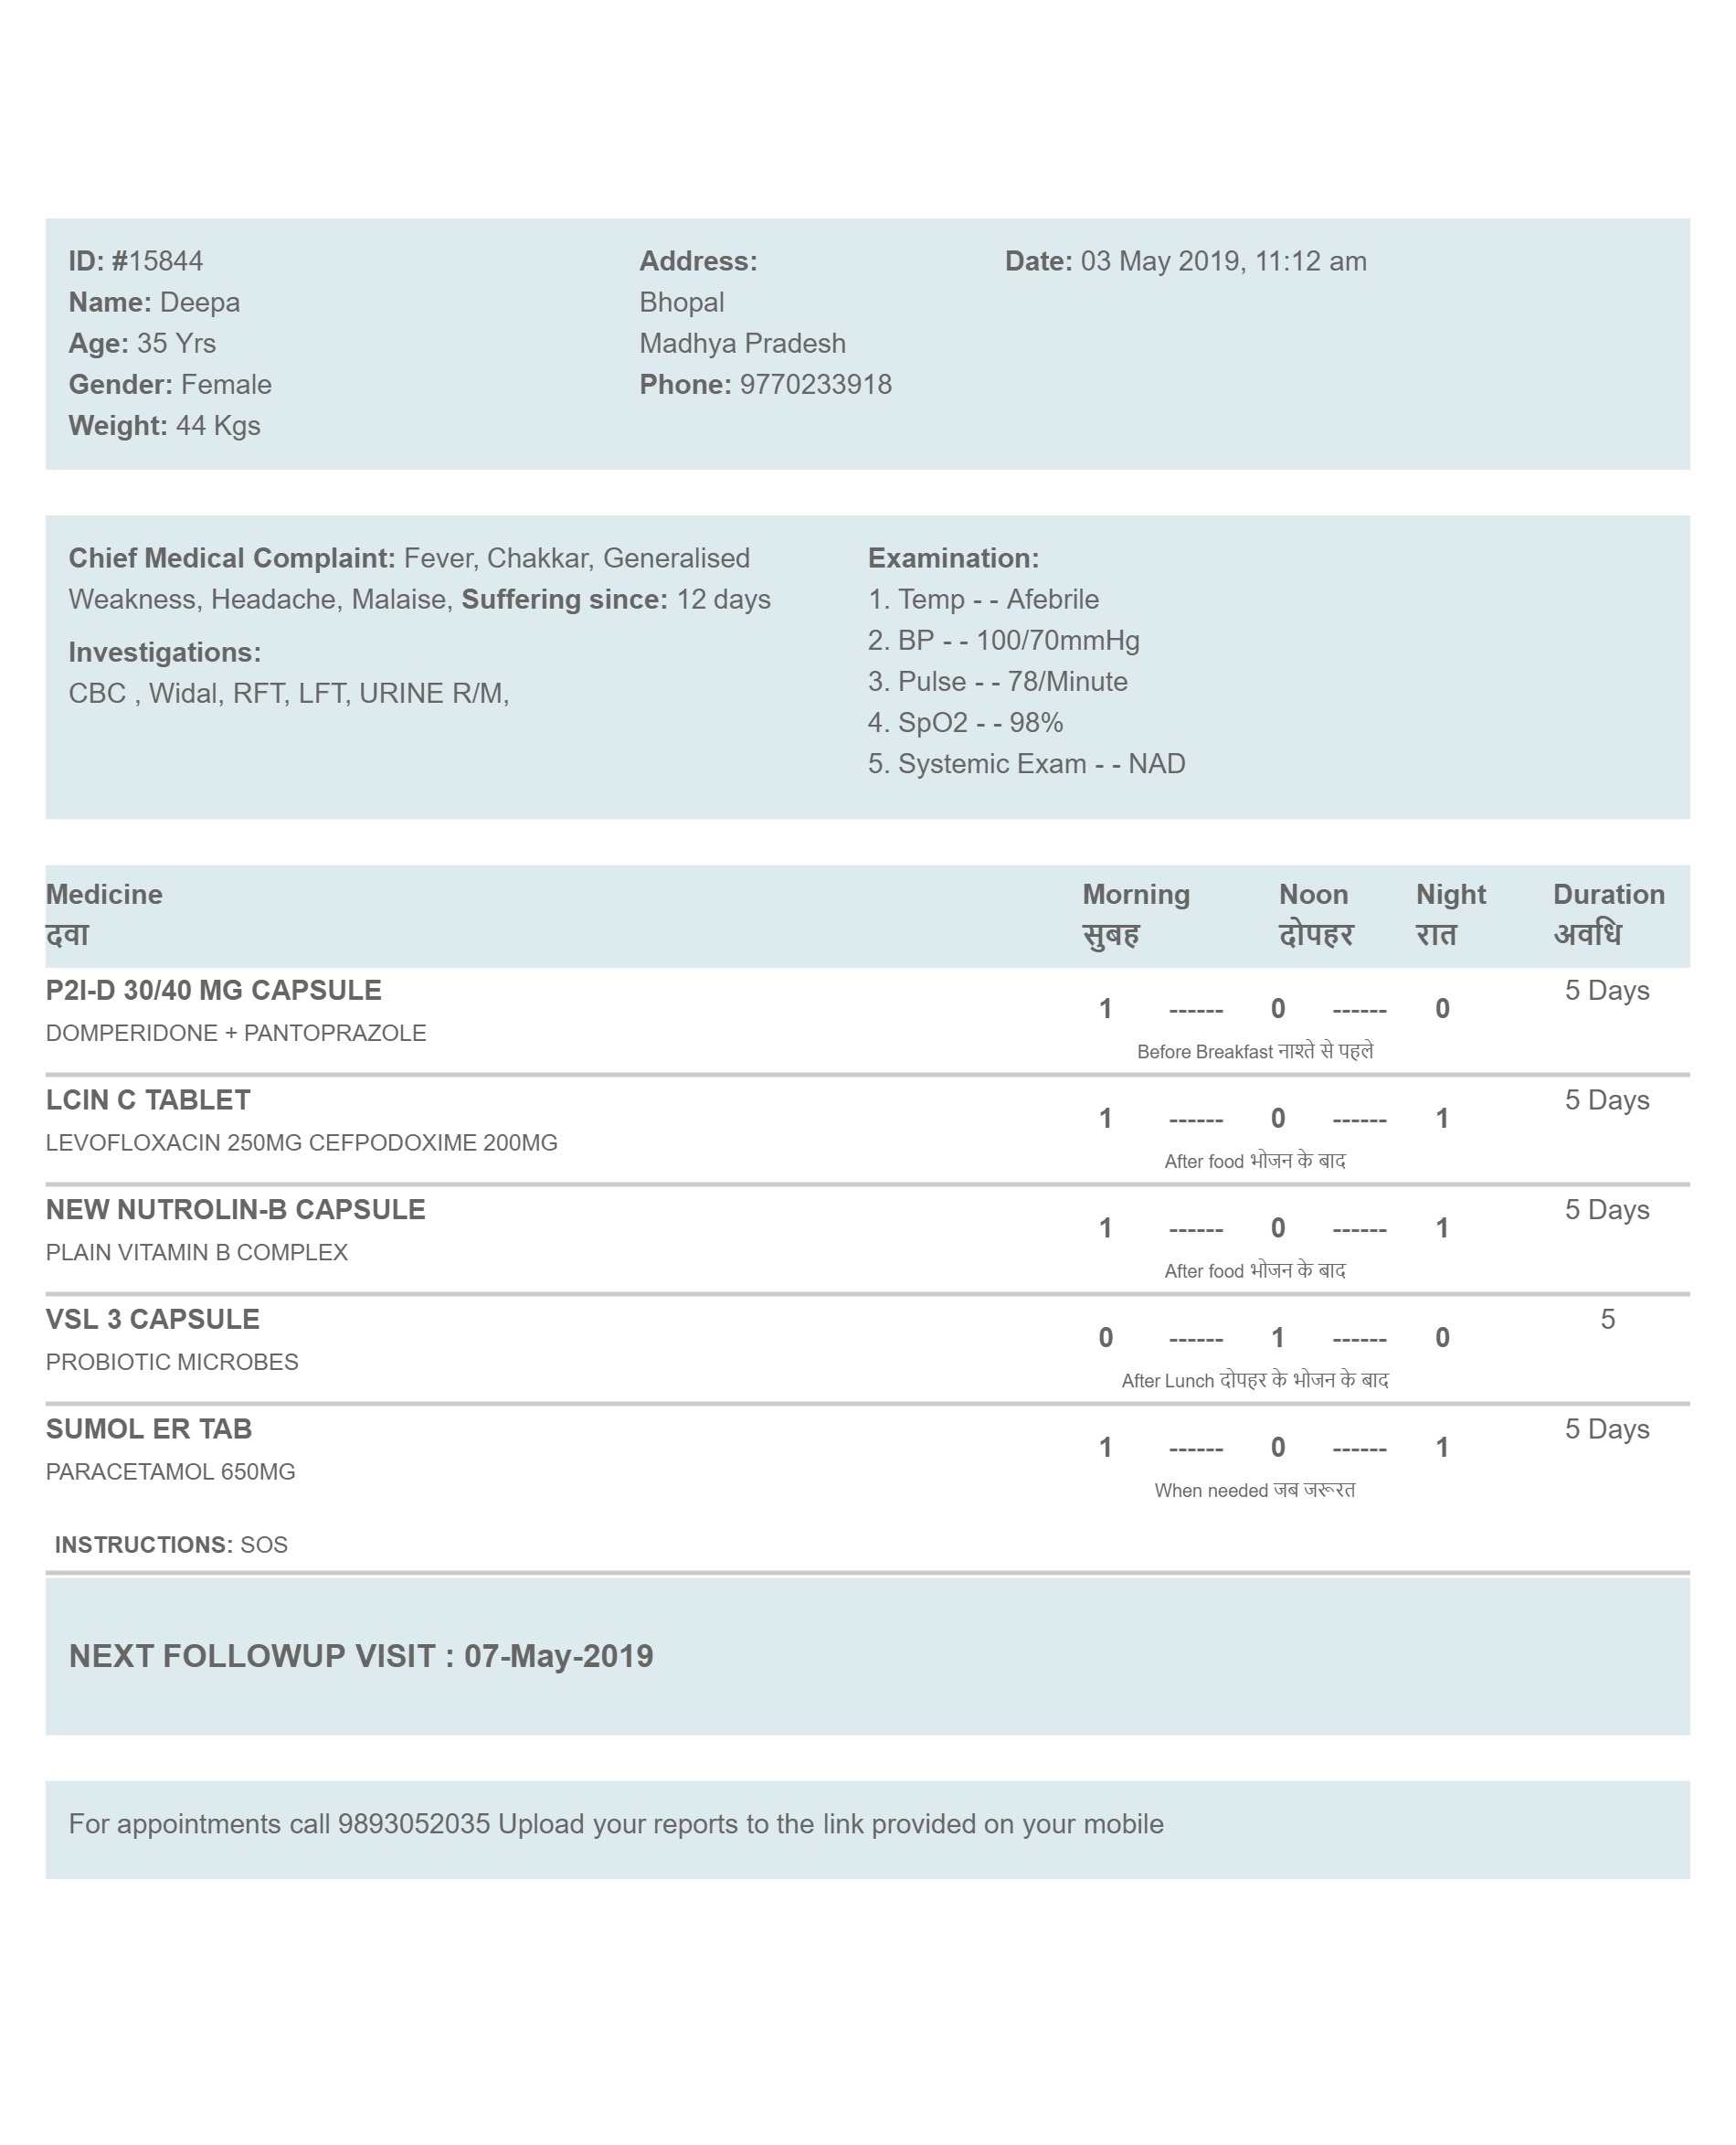 ID: #15844
Name: Deepa
Age: 35 Yrs
Gender: Female
Weight: 44 Kgs
Address:
Bhopal
Madhya Pradesh
Phone: 9770233918
Date: 03 May 2019, 11:12 am
Chief Medical Complaint: Fever, Chakkar, Generalised
Weakness, Headache, Malaise, Suffering since: 12 days
Investigations:
CBC , Widal, RFT, LFT, URINE R/M,
Examination:
1. Temp - - Afebrile
2. BP - - 100/70mmHg
3. Pulse - - 78/Minute
4. SpO2 - - 98%
5. Systemic Exam - - NAD
Medicine Morning Noon Night Duration
दवा सुबह दोपहर रात अवधि
P2I-D 30/40 MG CAPSULE 1 ------ 0 ------ 0 5 Days
DOMPERIDONE + PANTOPRAZOLE
Before Breakfast नाश्ते से पहले
LCIN C TABLET 1 ------ 0 ------ 1 5 Days
LEVOFLOXACIN 250MG CEFPODOXIME 200MG
After food भोजन के बाद
NEW NUTROLIN-B CAPSULE 1 ------ 0 ------ 1 5 Days
PLAIN VITAMIN B COMPLEX
After food भोजन के बाद
VSL 3 CAPSULE 0 ------ 1 ------ 0 5
PROBIOTIC MICROBES
After Lunch दोपहर के भोजन के बाद
SUMOL ER TAB 1 ------ 0 ------ 1 5 Days
PARACETAMOL 650MG
When needed जब जरूरत
INSTRUCTIONS: SOS
NEXT FOLLOWUP VISIT : 07-May-2019
For appointments call 9893052035 Upload your reports to the link provided on your mobile